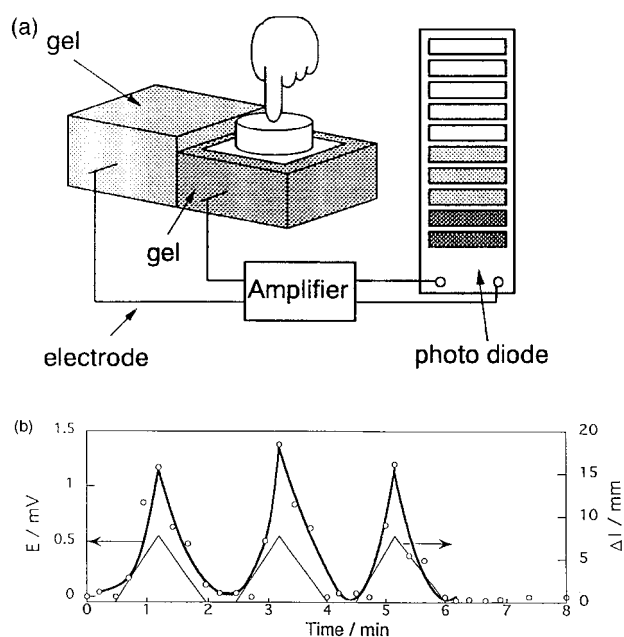 (a)
gel
gel
Amplifier
electrode
photo diode
(b)
1.5
1
0.5
0
E / mV
20
15
10
5
0
Δl / mm
0 1 2 3 4 5 6 7 8
Time / min